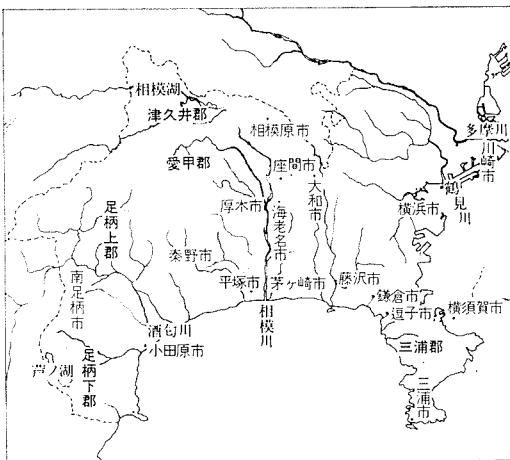 相模湖
津久井郡
相模原市
多摩川
川崎市
愛甲郡
座間市
大和市
鶴見川
横浜市
厚木市
海老名市
足柄上郡
秦野市
平塚市
茅ヶ崎市
藤沢市
鎌倉市
横須賀市
逗子市
南足柄市
酒匂川
相模川
小田原市
三浦郡
芦ノ湖
足柄下郡
三浦市